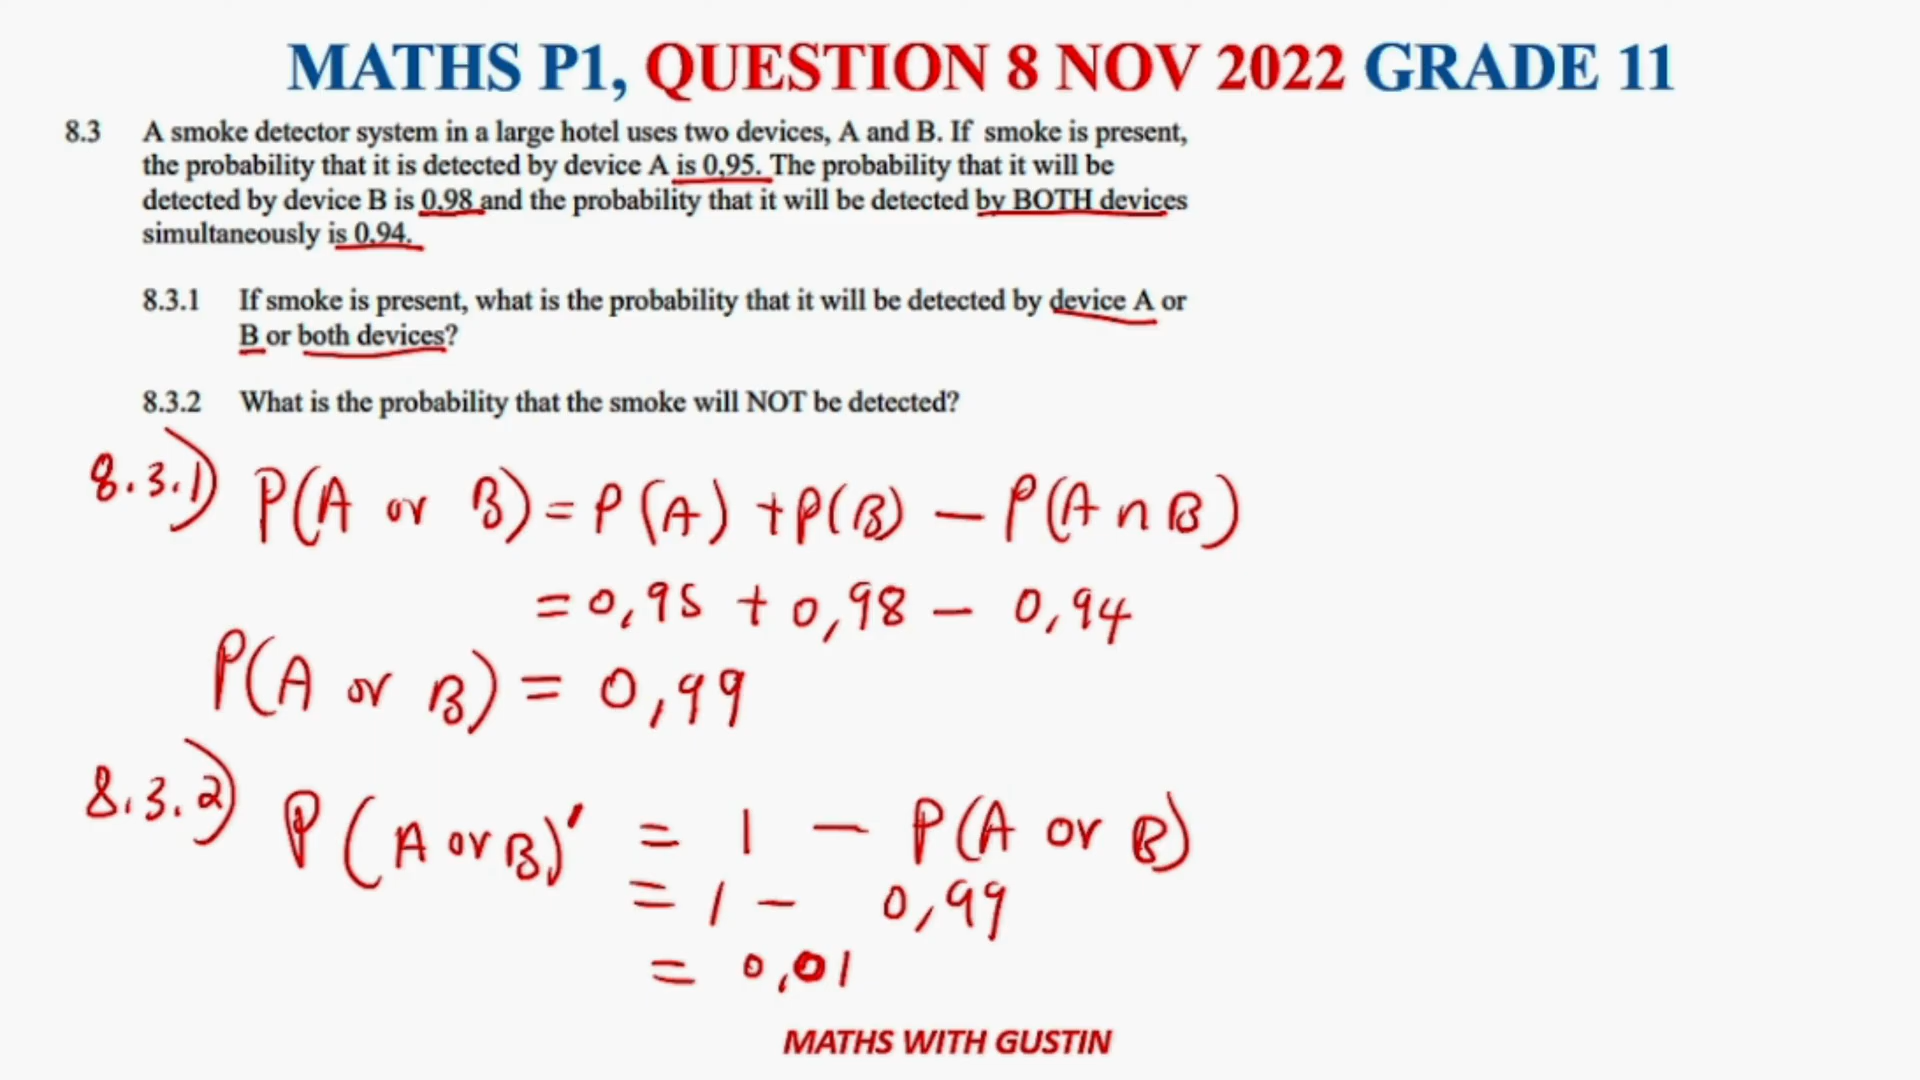 MATHS P1, QUESTION 8 NOV 2022 GRADE 11
8.3 A smoke detector system in a large hotel uses two devices, A and B. If smoke is present,
the probability that it is detected by device A is 0,95. The probability that it will be
detected by device B is 0,98 and the probability that it will be detected by BOTH devices
simultaneously is 0,94.
8.3.1 If smoke is present, what is the probability that it will be detected by device A or
B or both devices?
8.3.2 What is the probability that the smoke will NOT be detected?
8.3.1) P(A or B) = P(A) + P(B) - P(A ∩ B)
= 0,95 + 0,98 - 0,94
P(A or B) = 0,99
8.3.2) P(A or B)' = 1 - P(A or B)
= 1 - 0,99
= 0,01
MATHS WITH GUSTIN